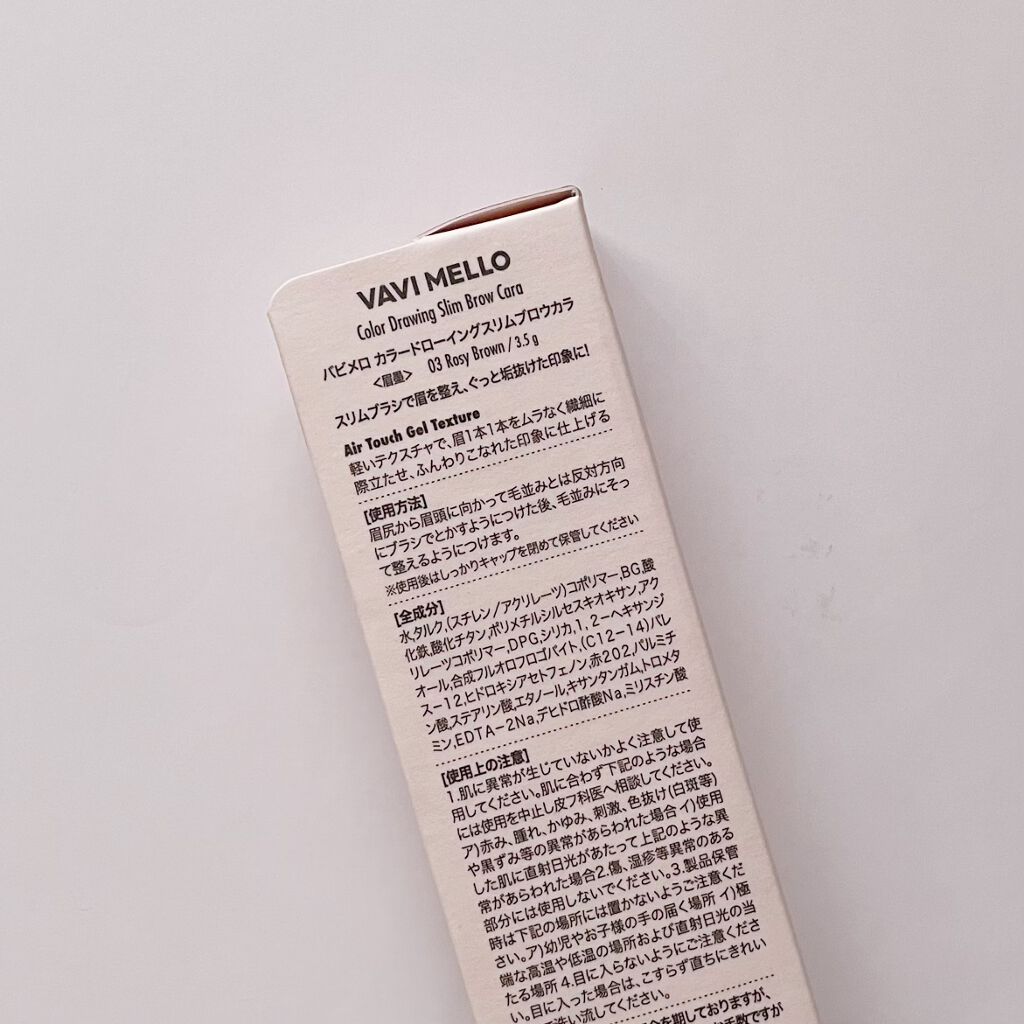 VAVI MELLO
Color Drawing Slim Brow Cara
バビメロ カラードローイングスリムブロウカラ
<眉墨> 03 Rosy Brown / 3.5 g
スリムブラシで眉を整え、ぐっと垢抜けた印象に!
Air Touch Gel Texture
軽いテクスチャで、眉1本1本をムラなく繊細に
際立たせ、ふんわりこなれた印象に仕上げる
[使用方法]
眉尻から眉頭に向かって毛並みとは反対方向
にブラシでとかすようにつけた後、毛並みにそっ
て整えるようにつけます。
※使用後はしっかりキャップを閉めて保管してください
[全成分]
水,タルク,(スチレン/アクリレーツ)コポリマー,BG,酸
化鉄,酸化チタン,ポリメチルシルセスキオキサン,アク
リレーツコポリマー,DPG,シリカ,1,2-ヘキサンジ
オール,合成フルオロフロゴパイト,(C12-14)パレ
ス-12,ヒドロキシアセトフェノン,赤202,パルミチ
ン酸,ステアリン酸,エタノール,キサンタンガム,トロメタ
ミン,EDTA-2Na,デヒドロ酢酸Na,ミリスチン酸
[使用上の注意]
1.肌に異常が生じていないかよく注意して使
用してください。肌に合わず下記のような場合
には使用を中止し皮フ科医へ相談してください。
ア)赤み、腫れ、かゆみ、刺激、色抜け(白斑等)
や黒ずみ等の異常があらわれた場合 イ)使用
した肌に直射日光があたって上記のような異
常があらわれた場合2.傷、湿疹等異常のある
部分には使用しないでください。3.製品保管
時は下記の場所には置かないようご注意くだ
さい。ア)幼児やお子様の手の届く場所 イ)極
端な高温や低温の場所および直射日光の当
たる場所 4.目に入らないようにご注意くださ
い。目に入った場合は、こすらず直ちにきれい
洗い流してください。
を期しておりますが、
手数ですが